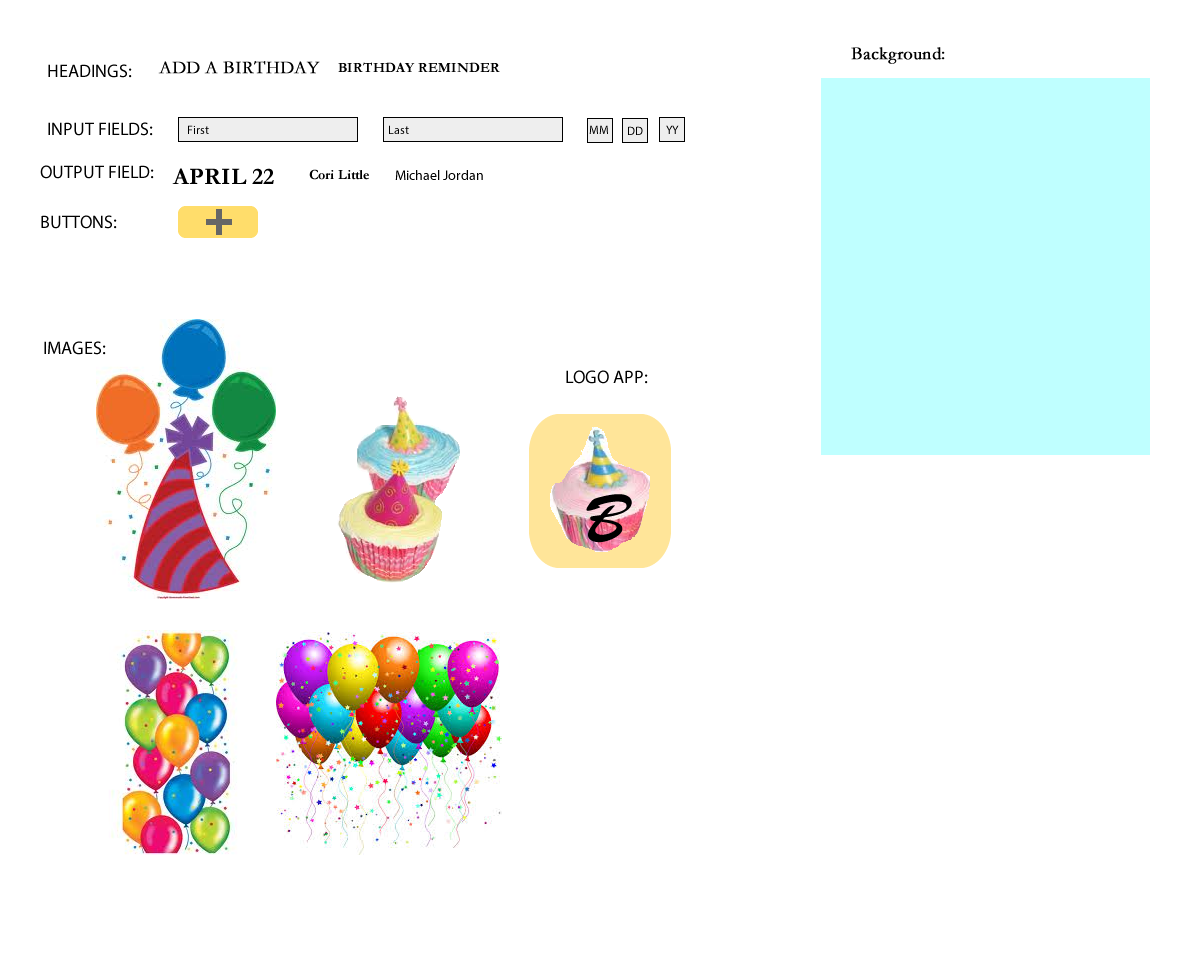 Background:
HEADINGS: ADD A BIRTHDAY BIRTHDAY REMINDER
INPUT FIELDS: First Last MM DD YY
OUTPUT FIELD: APRIL 22 Cori Little Michael Jordan
BUTTONS:
IMAGES:
LOGO APP:
B